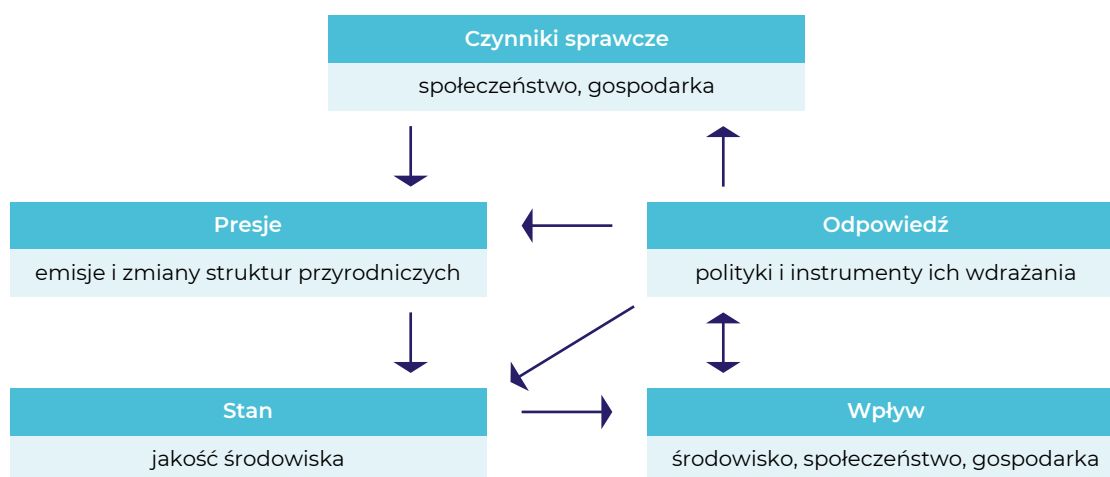 Czynniki sprawcze
społeczeństwo, gospodarka
Presje
emisje i zmiany struktur przyrodniczych
Odpowiedź
polityki i instrumenty ich wdrażania
Stan
jakość środowiska
Wpływ
środowisko, społeczeństwo, gospodarka